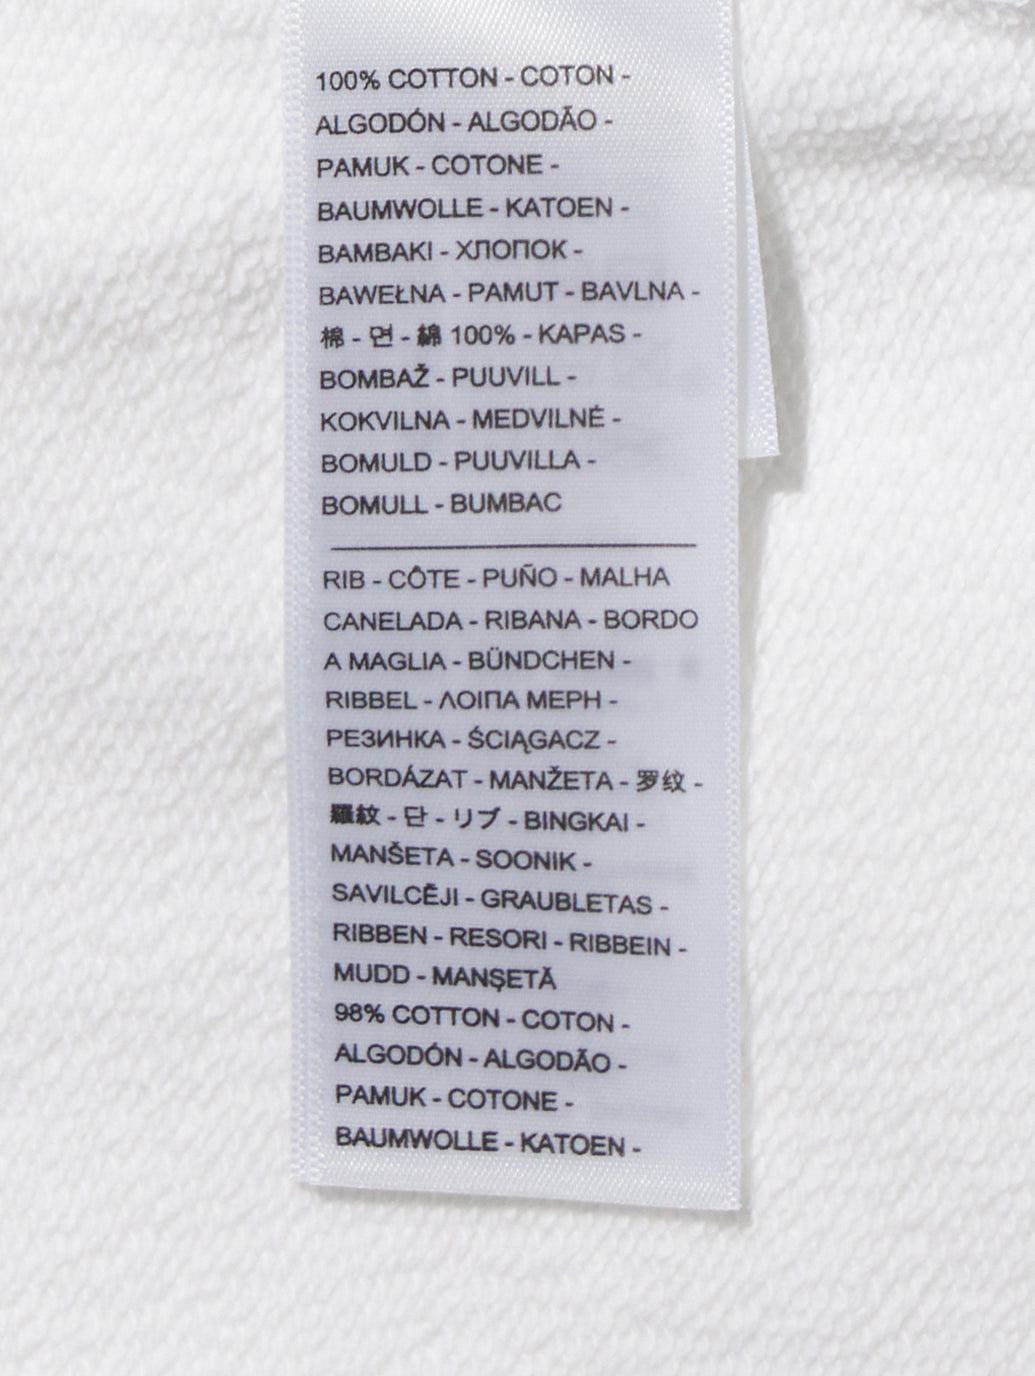 100% COTTON - COTON -
ALGODÓN - ALGODÃO -
PAMUK - COTONE -
BAUMWOLLE - KATOEN -
BAMBAKI - ХЛОПОК -
BAWEŁNA - PAMUT - BAVLNA -
棉 - 면 - 綿 100% - KAPAS -
BOMBAŽ - PUUVILL -
KOKVILNA - MEDVILNĖ -
BOMULD - PUUVILLA -
BOMULL - BUMBAC
RIB - CÔTE - PUÑO - MALHA
CANELADA - RIBANA - BORDO
A MAGLIA - BÜNDCHEN -
RIBBEL - ΛΟΙΠΑ ΜΕΡΗ -
РЕЗИНКА - ŚCIĄGACZ -
BORDÁZAT - MANŽETA - 罗纹 -
羅紋 - 단 - リブ - BINGKAI -
MANŠETA - SOONIK -
SAVILCĒJI - GRAUBLETAS -
RIBBEN - RESORI - RIBBEIN -
MUDD - MANŞETĂ
98% COTTON - COTON -
ALGODÓN - ALGODÃO -
PAMUK - COTONE -
BAUMWOLLE - KATOEN -